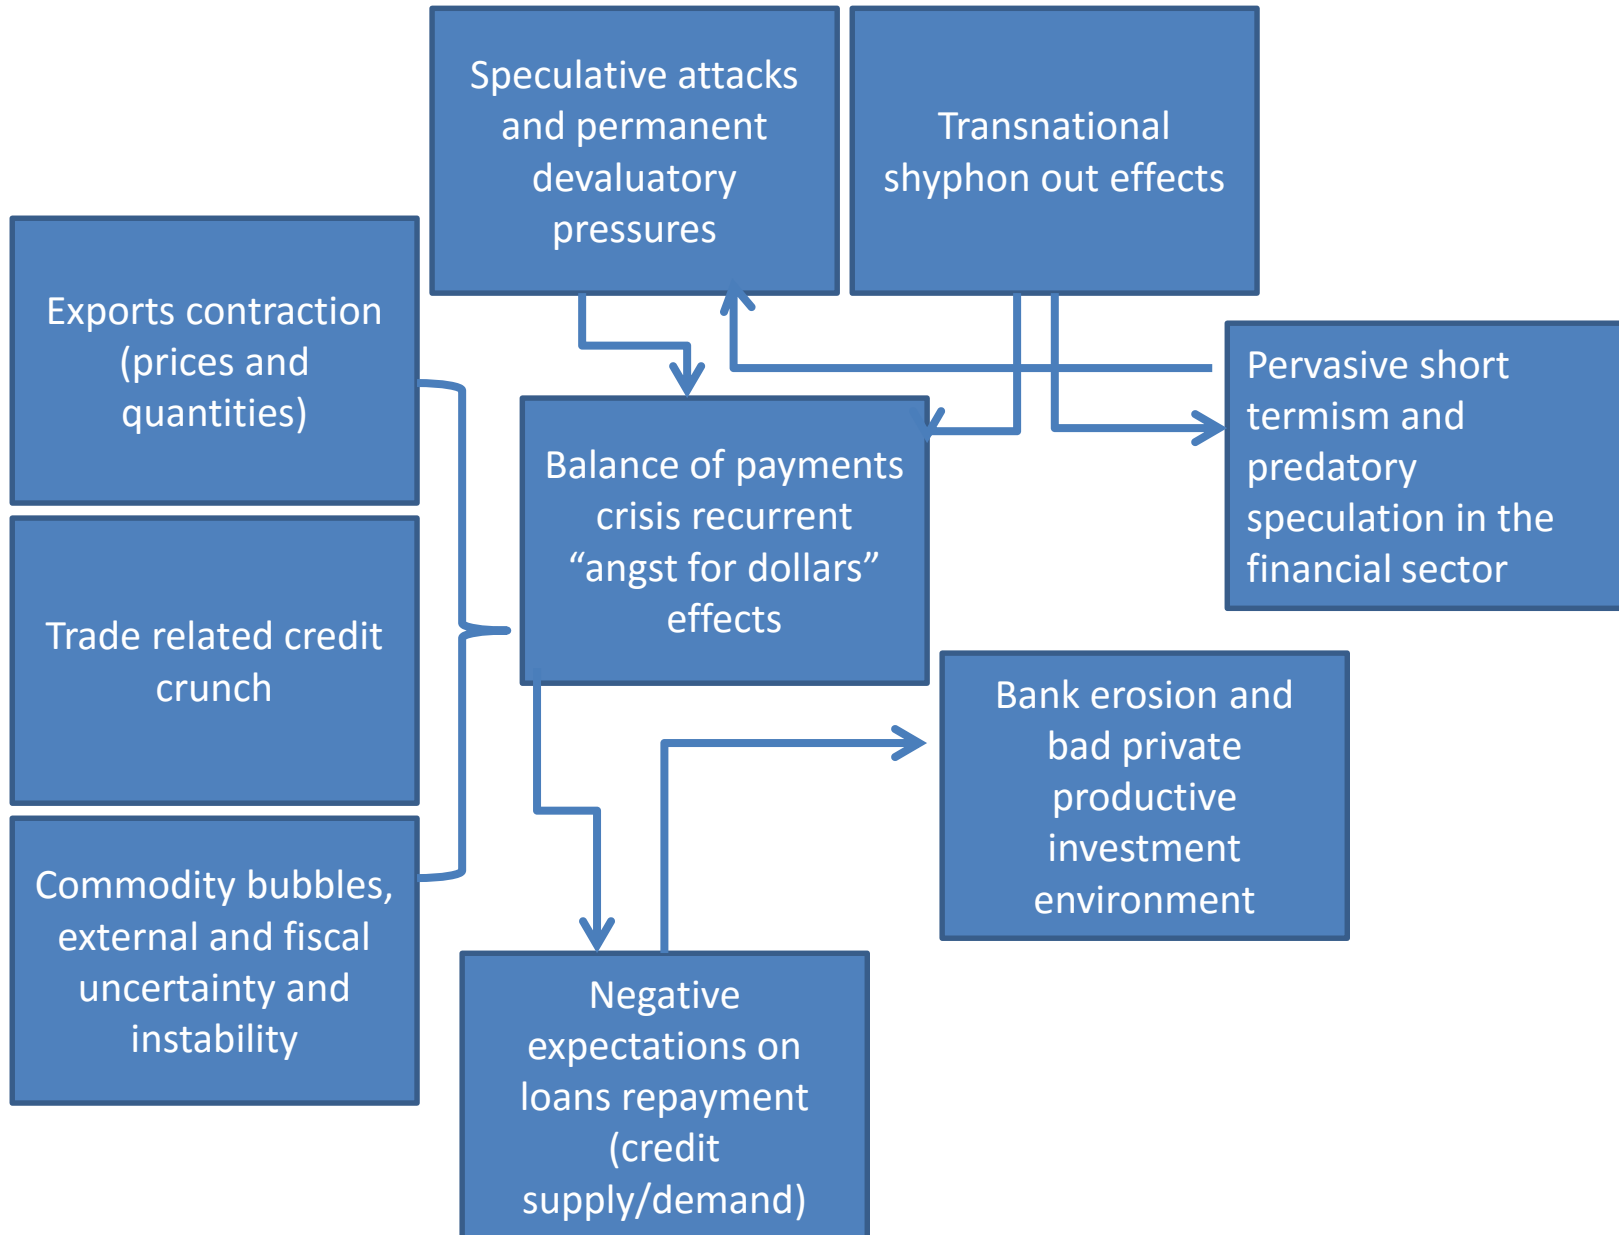 Speculative attacks
and permanent
devaluatory
pressures
Transnational
shyphon out effects
Exports contraction
(prices and
quantities)
Pervasive short
termism and
predatory
speculation in the
financial sector
Balance of payments
crisis recurrent
“angst for dollars”
effects
Trade related credit
crunch
Bank erosion and
bad private
productive
investment
environment
Commodity bubbles,
external and fiscal
uncertainty and
instability
Negative
expectations on
loans repayment
(credit
supply/demand)